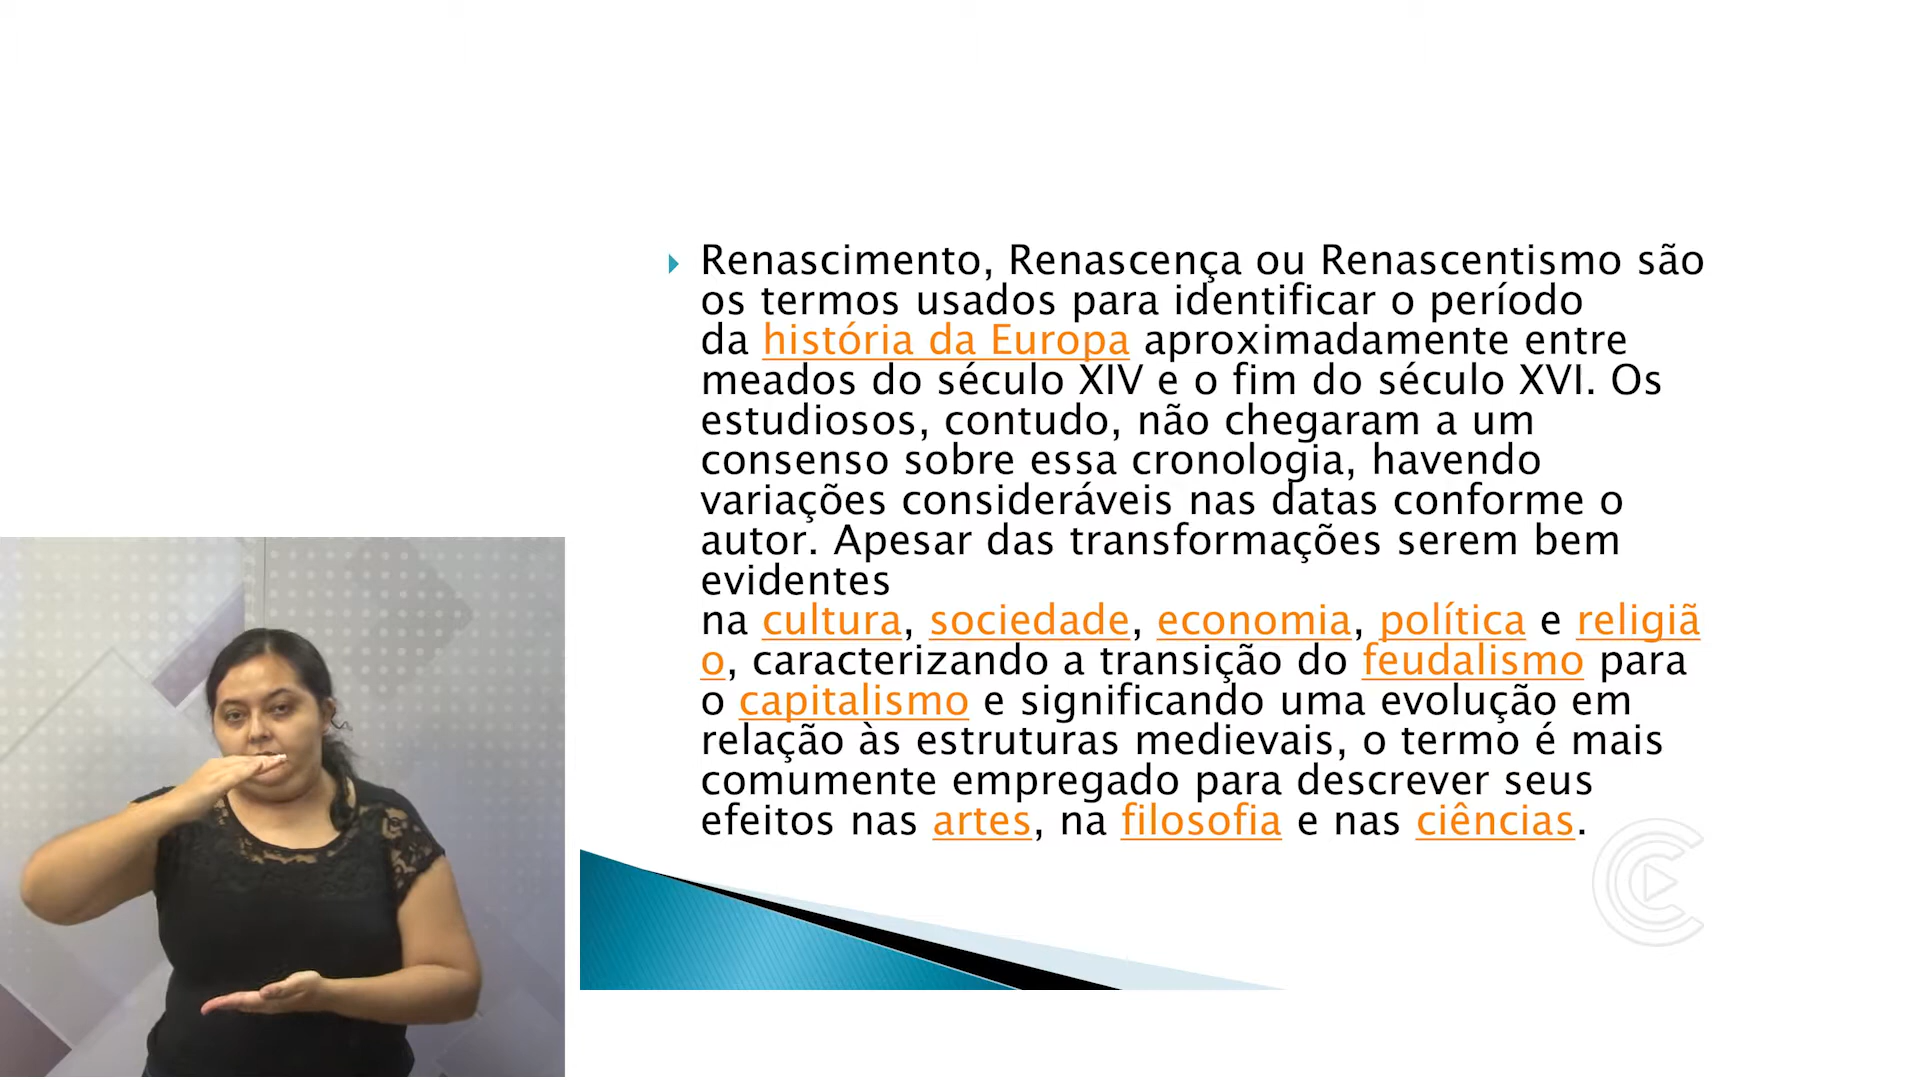 Renascimento, Renascença ou Renascentismo são
os termos usados para identificar o período
da história da Europa aproximadamente entre
meados do século XIV e o fim do século XVI. Os
estudiosos, contudo, não chegaram a um
consenso sobre essa cronologia, havendo
variações consideráveis nas datas conforme o
autor. Apesar das transformações serem bem
evidentes
na cultura, sociedade, economia, política e religiã
o, caracterizando a transição do feudalismo para
o capitalismo e significando uma evolução em
relação às estruturas medievais, o termo é mais
comumente empregado para descrever seus
efeitos nas artes, na filosofia e nas ciências.